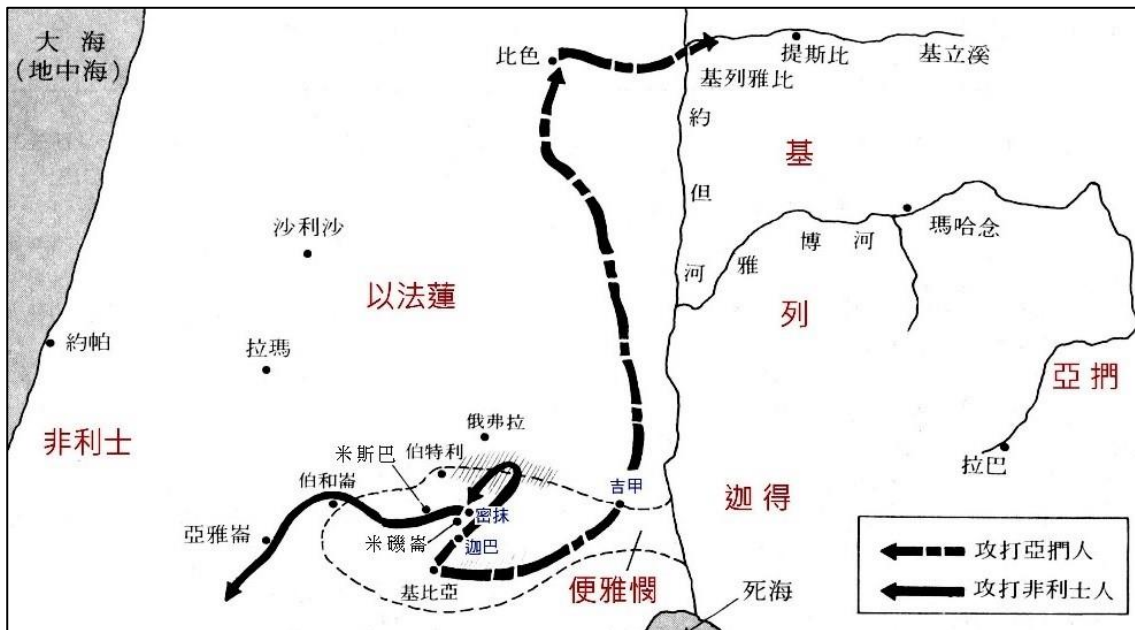 大海
(地中海)
比色
提斯比
基立溪
基列雅比
約但河
基列
雅博河
瑪哈念
沙利沙
以法蓮
約帕
拉瑪
亞捫
非利士
俄弗拉
米斯巴
伯特利
伯和崙
吉甲
拉巴
迦得
密抹
亞雅崙
米磯崙
迦巴
基比亞
便雅憫
死海
攻打亞捫人
攻打非利士人